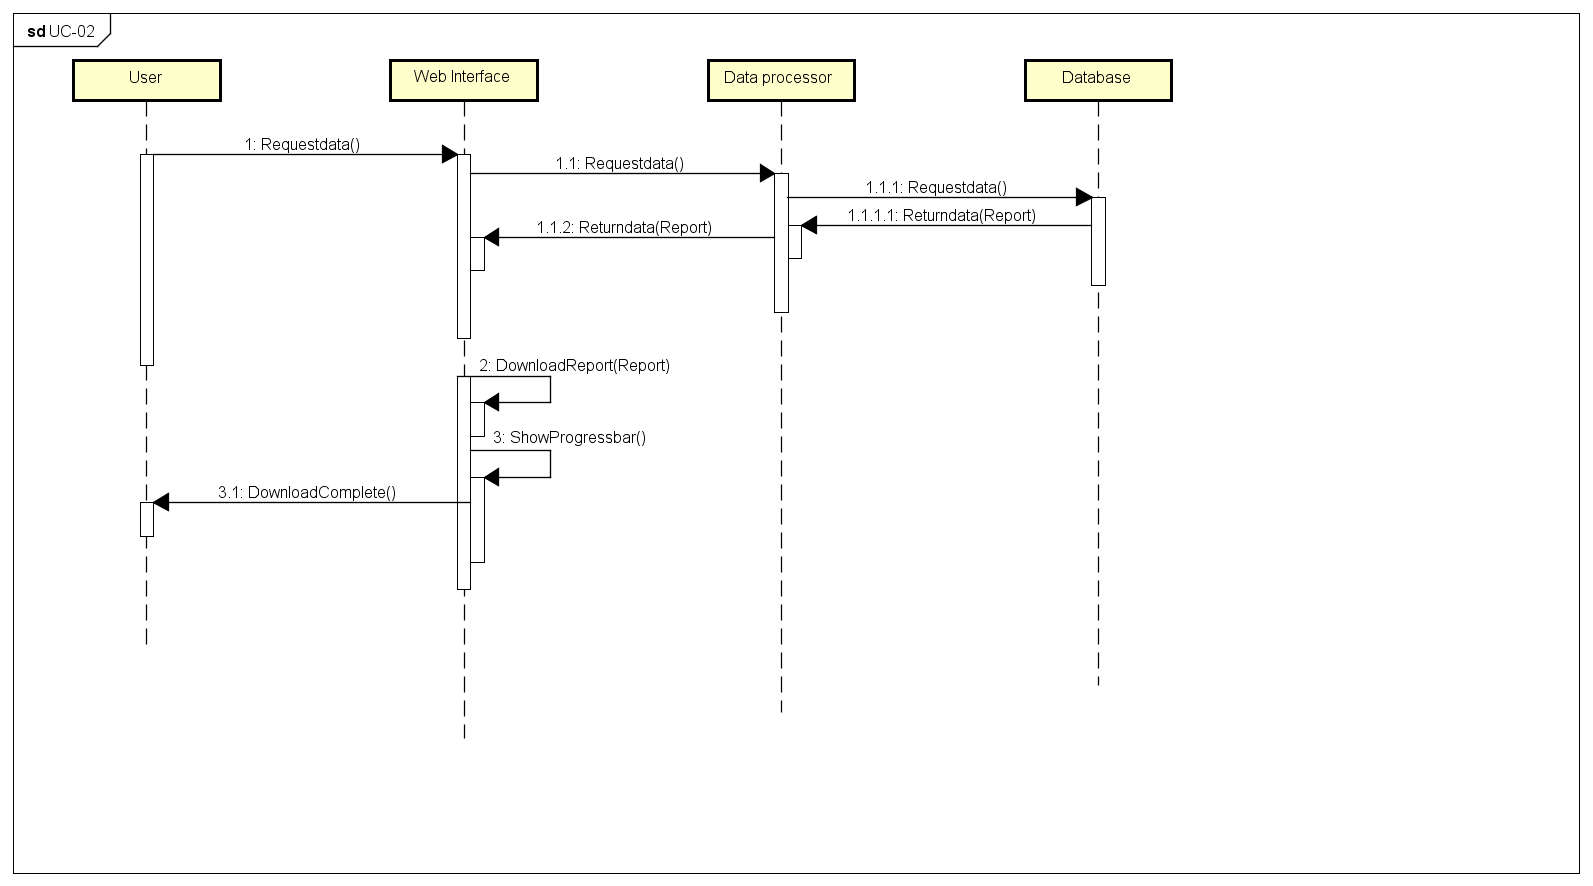 sd UC-02
User
Web Interface
Data processor
Database
1: Requestdata()
1.1: Requestdata()
1.1.1: Requestdata()
1.1.1.1: Returndata(Report)
1.1.2: Returndata(Report)
2: DownloadReport(Report)
3: ShowProgressbar()
3.1: DownloadComplete()